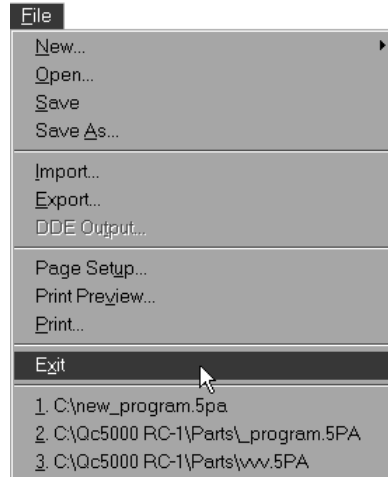 File
New...
Open...
Save
Save As...
Import...
Export...
DDE Output...
Page Setup...
Print Preview...
Print...
Exit
1. C:\new_program.5pa
2. C:\Qc5000 RC-1\Parts\_program.5PA
3. C:\Qc5000 RC-1\Parts\vvv.5PA